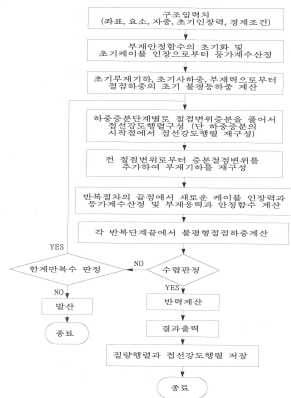 구조입력치
(좌표, 요소, 자중, 초기인장력, 경계조건)
부재안정함수의 초기화 및
초기케이블 인장으로부터 등가계수산정
초기부재기하, 초기사하중, 부재력으로부터
절점하중의 초기 불평등하중 계산
하중증분단계별로 절점변위증분을 풀어서
접선강도행렬구성 (단 하중증분의
시작점에서 접선강도행렬 재구성)
전 절점변위로부터 증분절점변위를
추가하여 부재기하를 재구성
반복절차의 끝점에서 새로운 케이블 인장력과
등가계수산정 및 부재응력과 안정함수 계산
각 반복단계끝에서 불평형절점하중계산
YES
한계반복수 판정
NO
수렴판정
NO
YES
발산
반력계산
종료
결과출력
질량행렬과 접선강도행렬 저장
종료